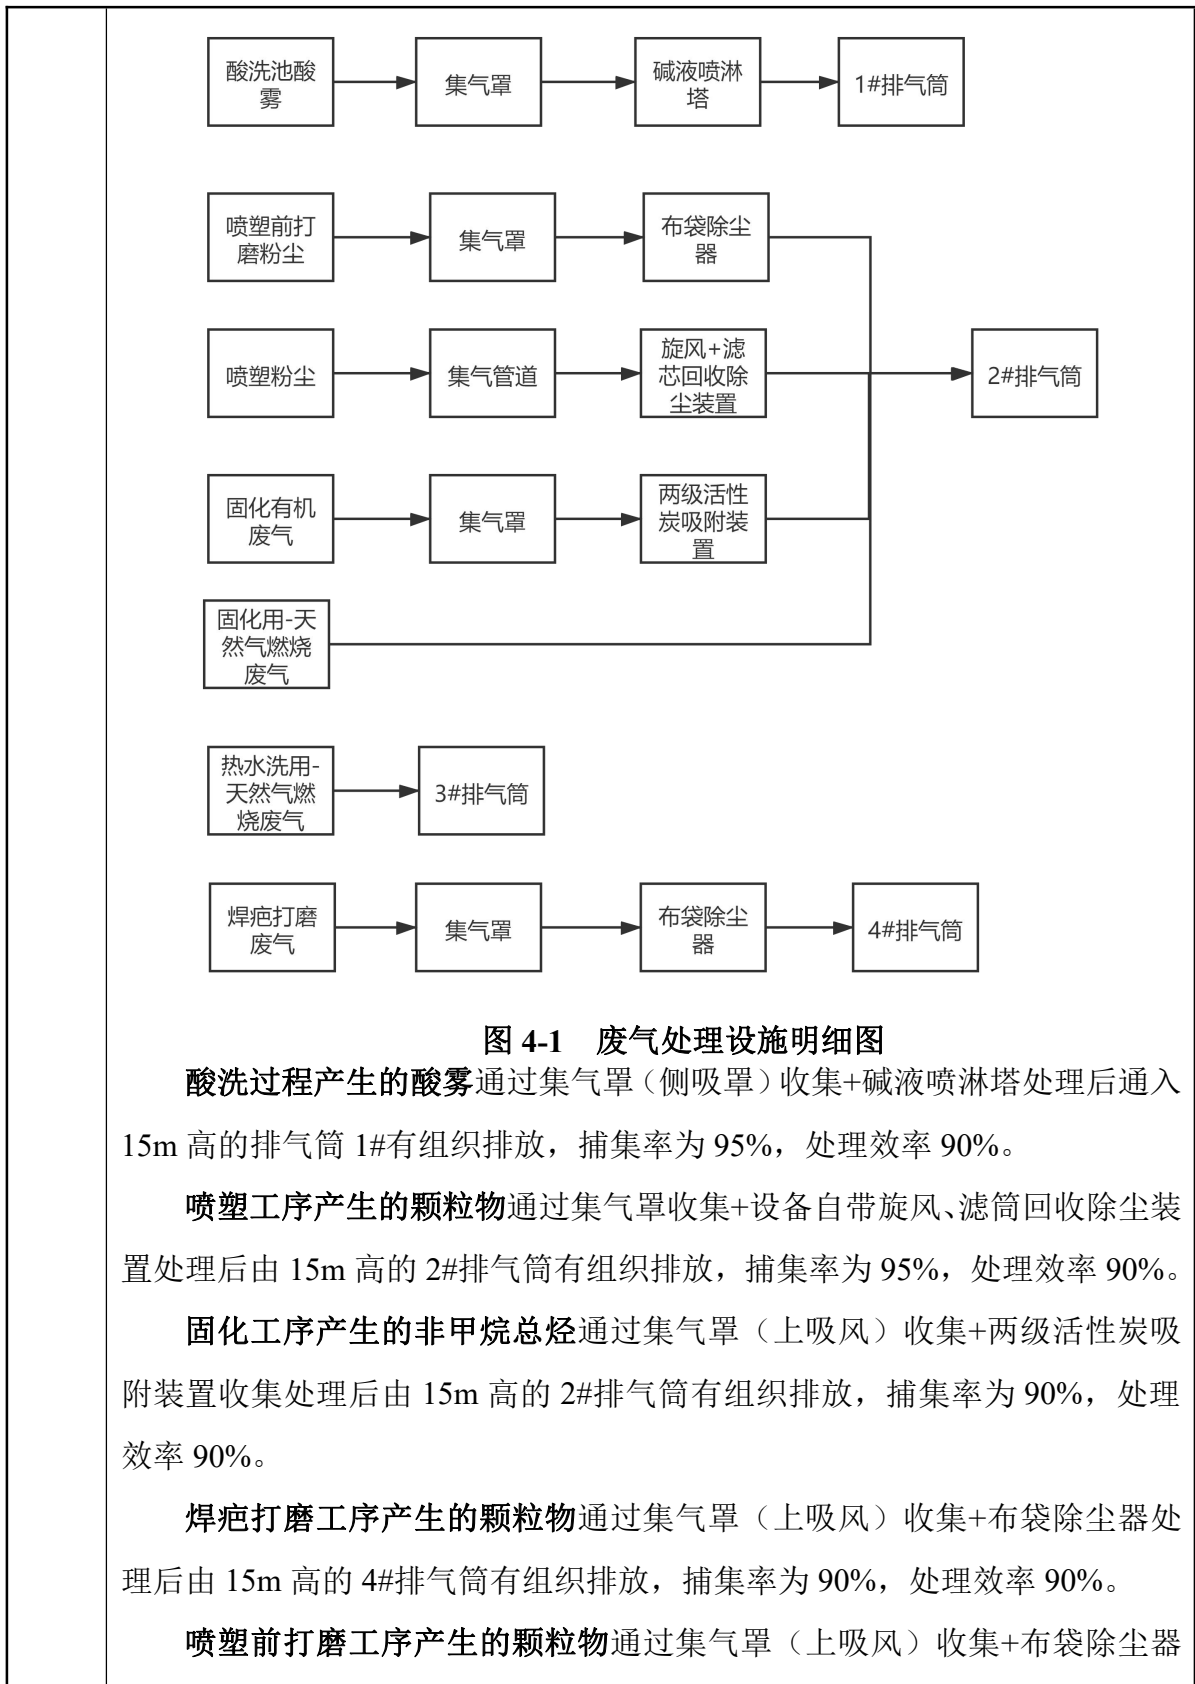 酸洗池酸
雾
集气罩
碱液喷淋
塔
1#排气筒
喷塑前打
磨粉尘
集气罩
布袋除尘
器
喷塑粉尘
集气管道
旋风+滤
芯回收除
尘装置
2#排气筒
固化有机
废气
集气罩
两级活性
炭吸附装
置
固化用-天
然气燃烧
废气
热水洗用-
天然气燃
烧废气
3#排气筒
焊疤打磨
废气
集气罩
布袋除尘
器
4#排气筒
图 4-1 废气处理设施明细图
酸洗过程产生的酸雾通过集气罩（侧吸罩）收集+碱液喷淋塔处理后通入
15m 高的排气筒 1#有组织排放，捕集率为 95%，处理效率 90%。
喷塑工序产生的颗粒物通过集气罩收集+设备自带旋风、滤筒回收除尘装
置处理后由 15m 高的 2#排气筒有组织排放，捕集率为 95%，处理效率 90%。
固化工序产生的非甲烷总烃通过集气罩（上吸风）收集+两级活性炭吸
附装置收集处理后由 15m 高的 2#排气筒有组织排放，捕集率为 90%，处理
效率 90%。
焊疤打磨工序产生的颗粒物通过集气罩（上吸风）收集+布袋除尘器处
理后由 15m 高的 4#排气筒有组织排放，捕集率为 90%，处理效率 90%。
喷塑前打磨工序产生的颗粒物通过集气罩（上吸风）收集+布袋除尘器